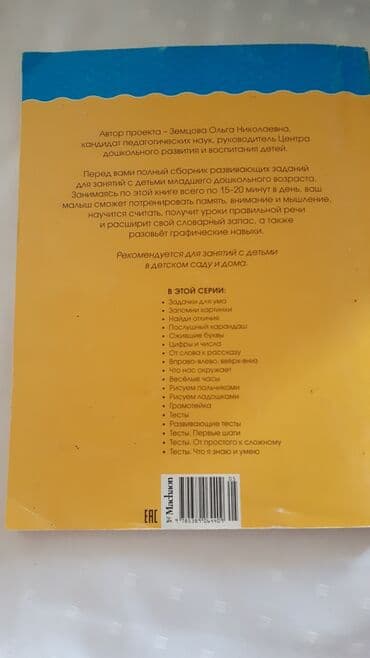 Автор проекта – Земцова Ольга Николаевна,
кандидат педагогических наук, руководитель Центра
дошкольного развития и воспитания детей.
Перед вами полный сборник развивающих заданий
для занятий с детьми младшего дошкольного возраста.
Занимаясь по этой книге всего по 15-20 минут в день, ваш
малыш сможет потренировать память, внимание и мышление,
научится считать, получит уроки правильной речи
и расширит свой словарный запас, а также
разовьёт графические навыки.
Рекомендуется для занятий с детьми
в детском саду и дома.
В ЭТОЙ СЕРИИ:
• Задачки для ума
• Запомни картинки
• Найди отличия
• Послушный карандаш
• Ожившие буквы
• Цифры и числа
• От слова к рассказу
• Вправо-влево, вверх-вниз
• Что нас окружает
• Весёлые часы
• Рисуем пальчиками
• Рисуем ладошками
• Грамотейка
• Тесты
• Развивающие тесты
• Тесты. Первые шаги
• Тесты. От простого к сложному
• Тесты. Что я знаю и умею
EAC
Machaon